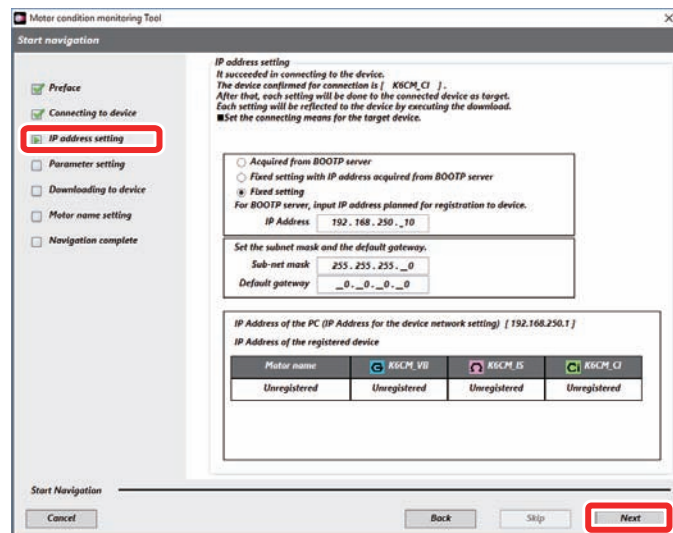 Motor condition monitoring Tool
Start navigation
Preface
Connecting to device
IP address setting
Parameter setting
Downloading to device
Motor name setting
Navigation complete
IP address setting
It succeeded in connecting to the device.
The device confirmed for connection is [ K6CM_CI ] .
After that, each setting will be done to the connected device as target.
Each setting will be reflected to the device by executing the download.
■Set the connecting means for the target device.
Acquired from BOOTP server
Fixed setting with IP address acquired from BOOTP server
Fixed setting
For BOOTP server, input IP address planned for registration to device.
IP Address 192 . 168 . 250 . _10
Set the subnet mask and the default gateway.
Sub-net mask 255 . 255 . 255 . __0
Default gateway __0 . __0 . __0 . __0
IP Address of the PC (IP Address for the device network setting) [ 192.168.250.1 ]
IP Address of the registered device
Motor name K6CM_VB K6CM_IS CI K6CM_CI
Unregistered Unregistered Unregistered Unregistered
Start Navigation
Cancel Back Skip Next